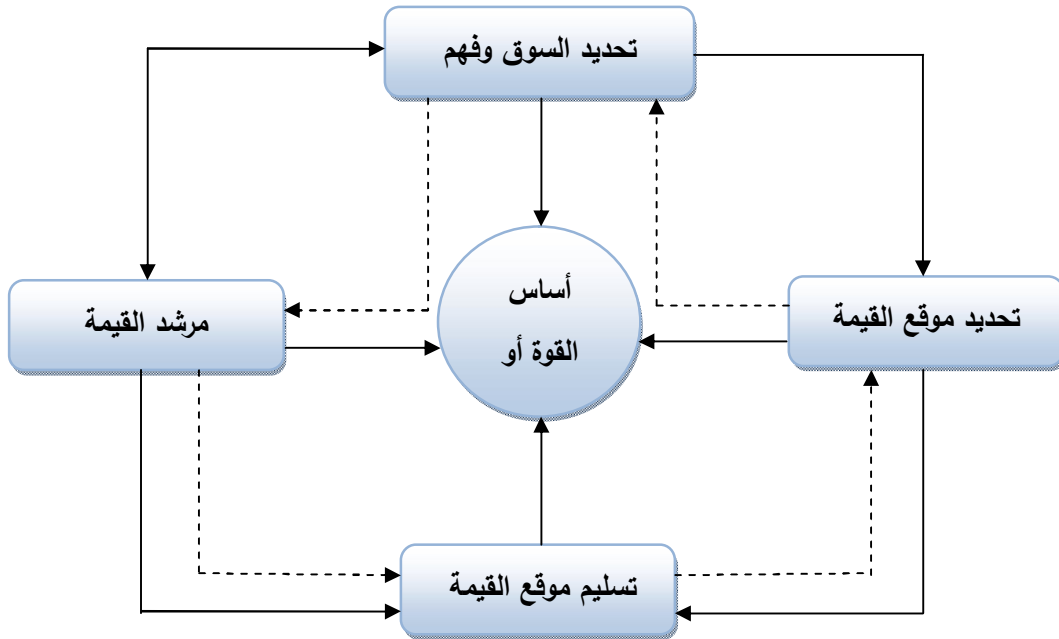 تحديد السوق وفهم
تحديد موقع القيمة
أساس
القوة أو
مرشد القيمة
تسليم موقع القيمة